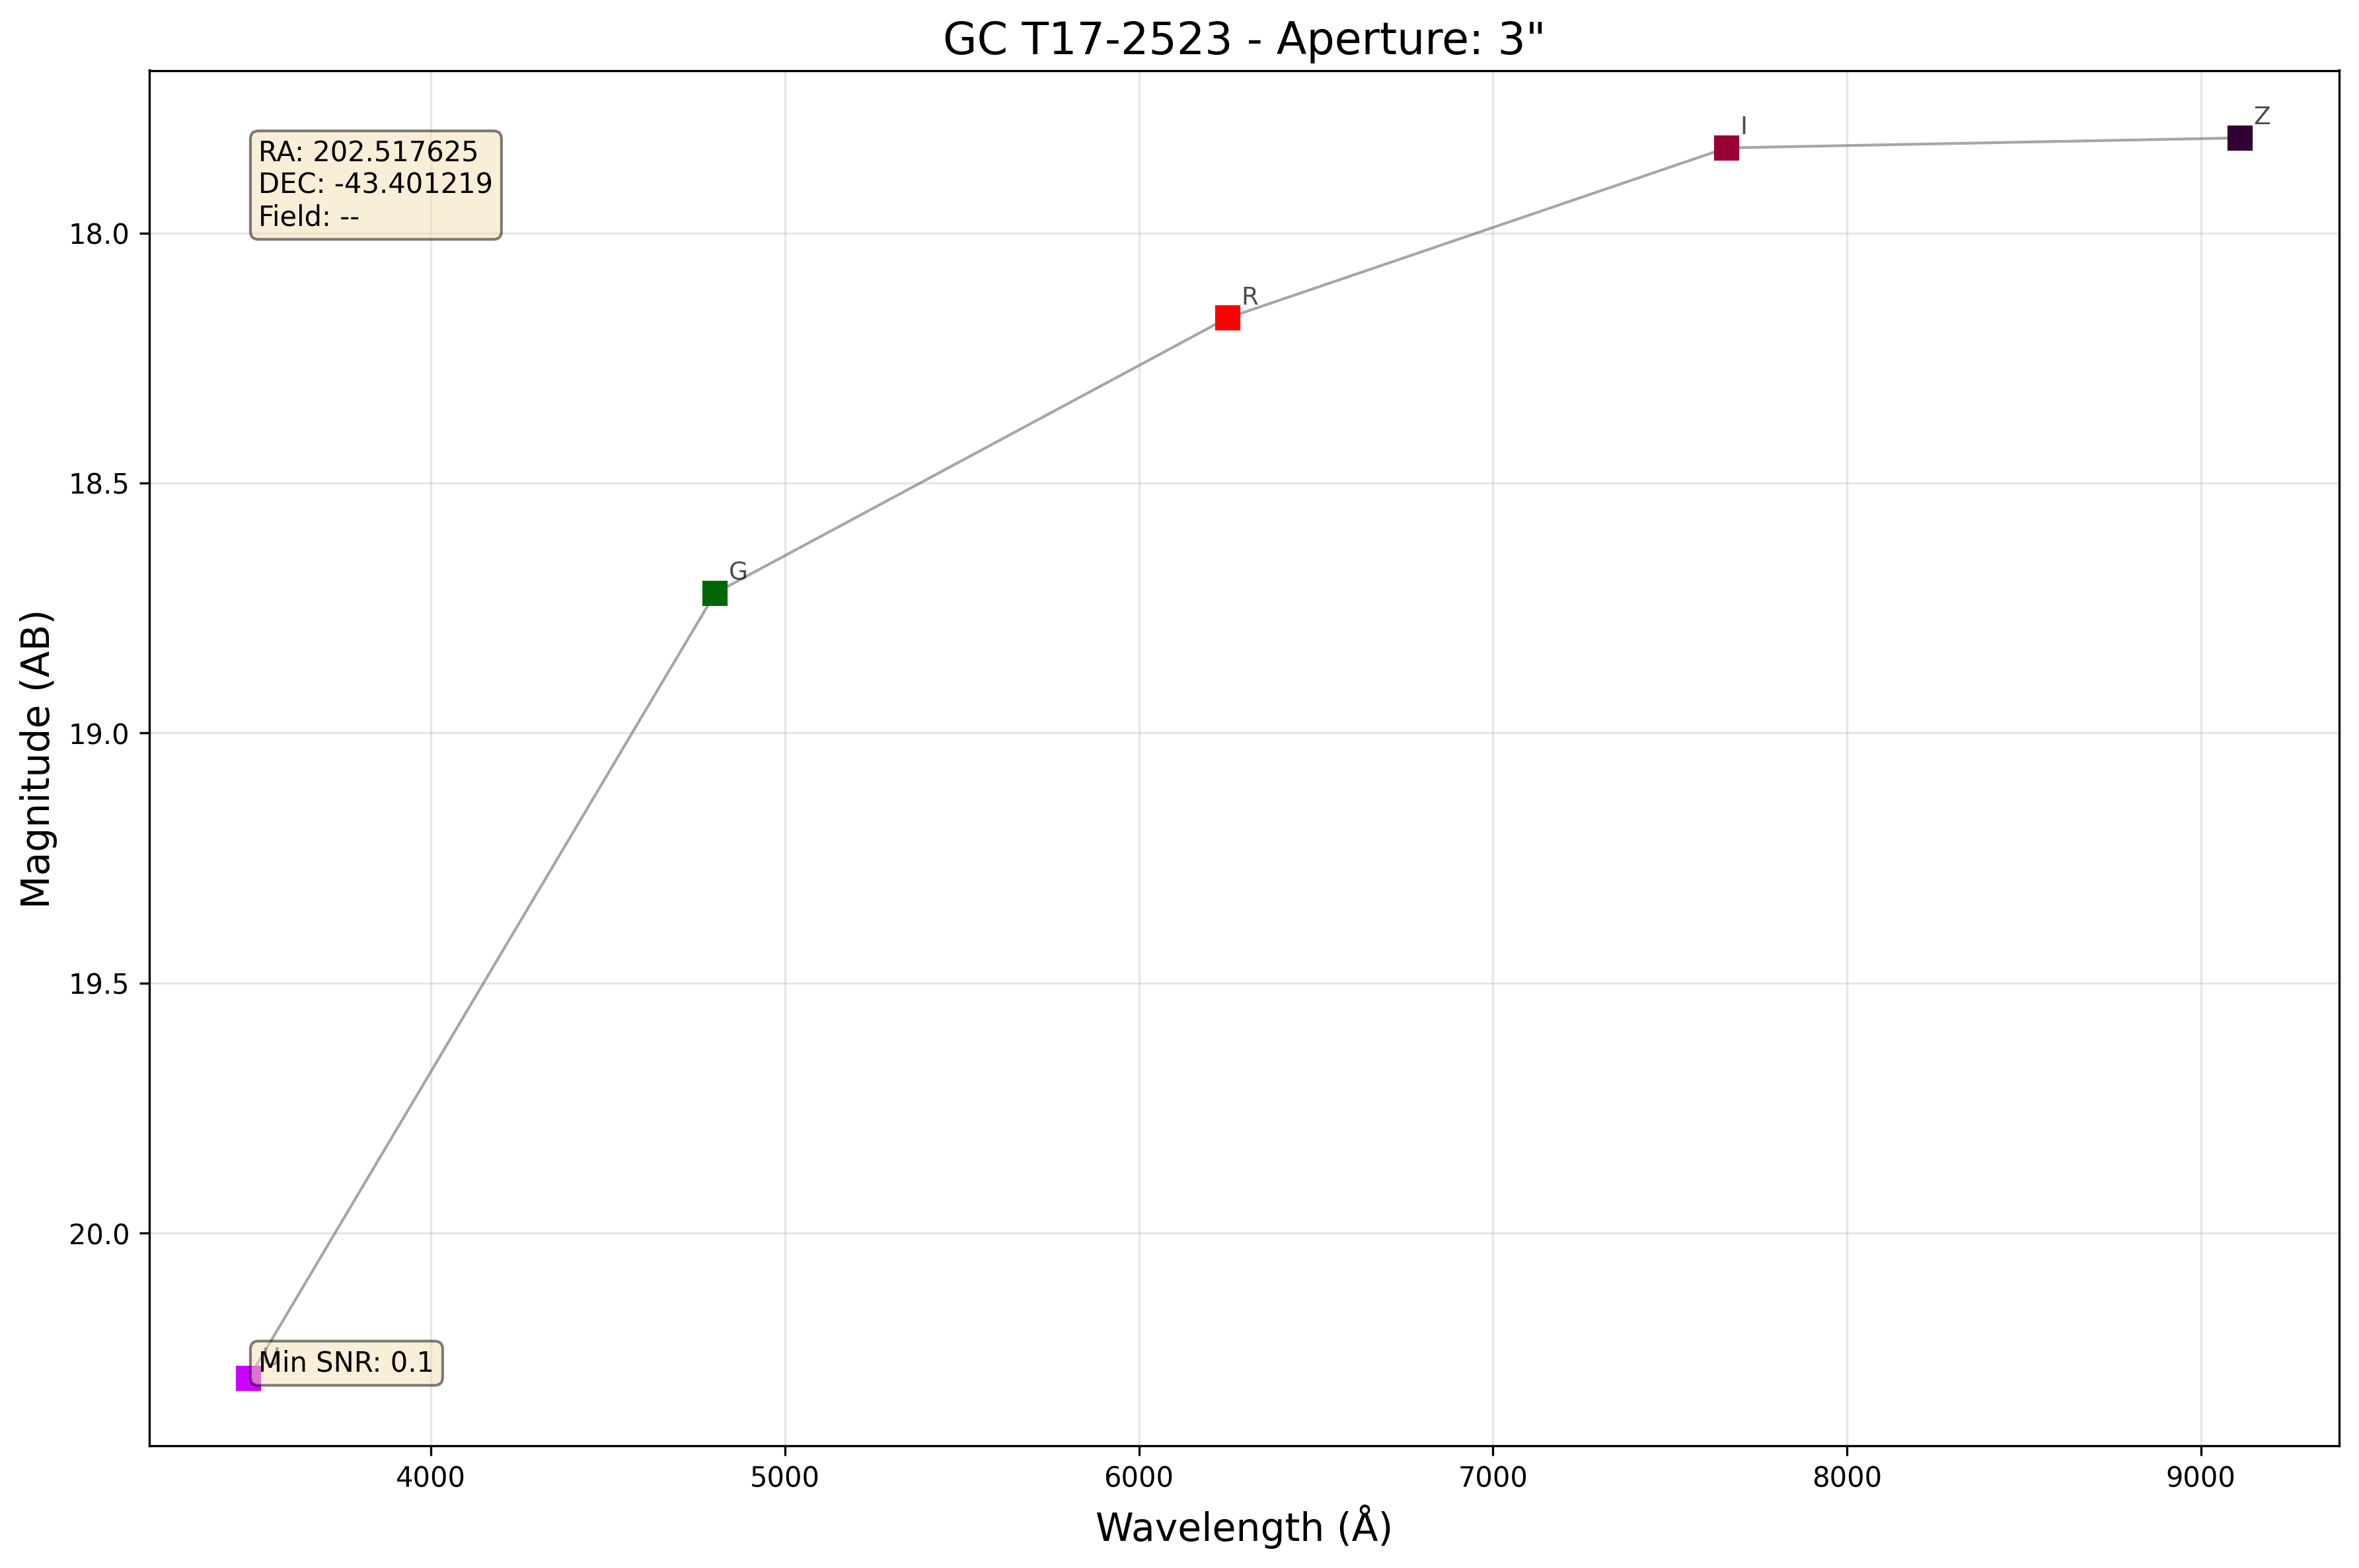 GC T17-2523 - Aperture: 3"
RA: 202.517625
DEC: -43.401219
Field: --
Z
I
R
G
Min SNR: 0.1
18.0
18.5
19.0
19.5
20.0
Magnitude (AB)
4000 5000 6000 7000 8000 9000
Wavelength (Å)